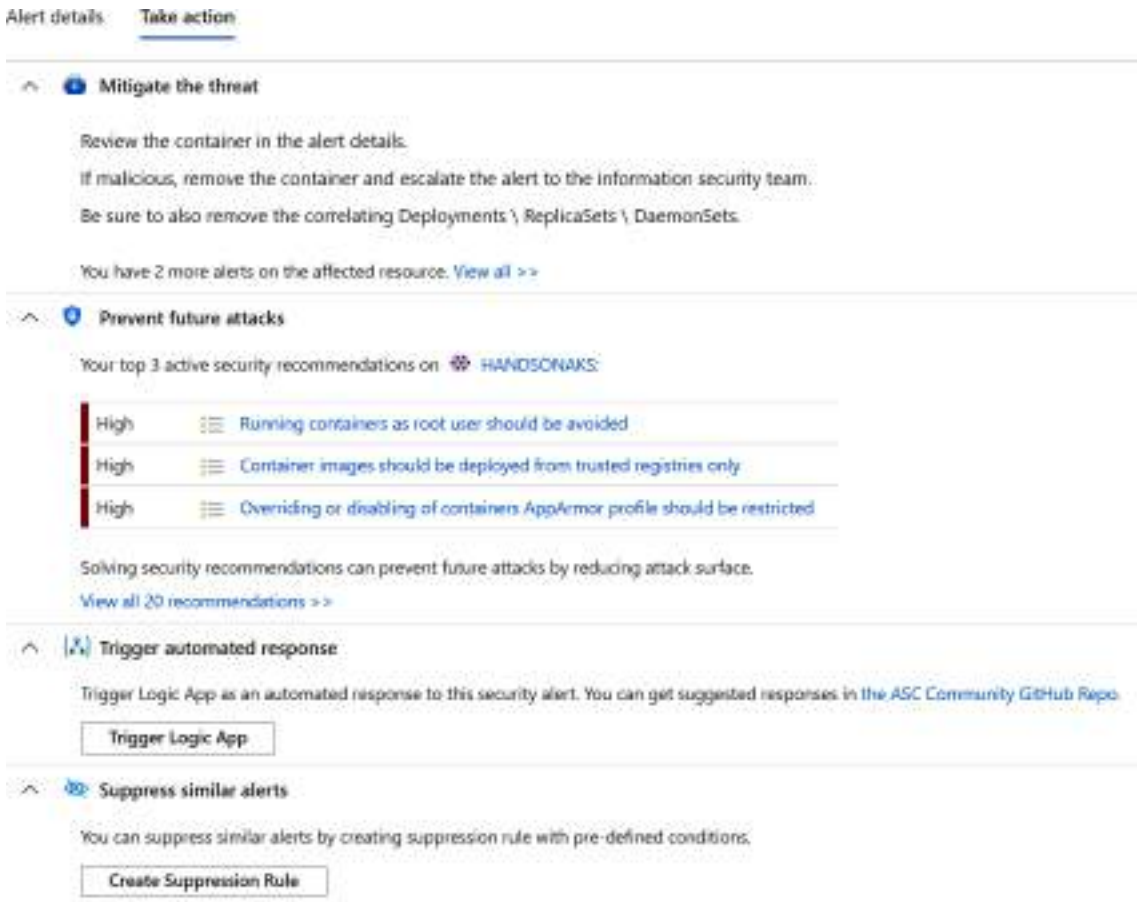 Alert details Take action
Mitigate the threat
Review the container in the alert details.
If malicious, remove the container and escalate the alert to the information security team.
Be sure to also remove the correlating Deployments \ ReplicaSets \ DaemonSets.
You have 2 more alerts on the affected resource. View all >>
Prevent future attacks
Your top 3 active security recommendations on HANDSONAKS:
High Running containers as root user should be avoided
High Container images should be deployed from trusted registries only
High Overriding or disabling of containers AppArmor profile should be restricted
Solving security recommendations can prevent future attacks by reducing attack surface.
View all 20 recommendations >>
Trigger automated response
Trigger Logic App as an automated response to this security alert. You can get suggested responses in the ASC Community GitHub Repo.
Trigger Logic App
Suppress similar alerts
You can suppress similar alerts by creating suppression rule with pre-defined conditions.
Create Suppression Rule